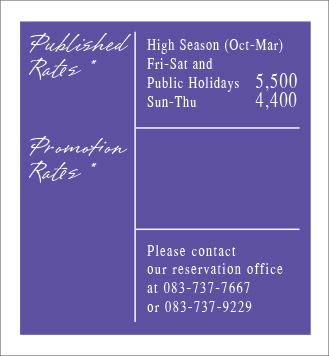 Published
Rates *
High Season (Oct-Mar)
Fri-Sat and
Public Holidays 5,500
Sun-Thu 4,400
Promotion
Rates *
Please contact
our reservation office
at 083-737-7667
or 083-737-9229